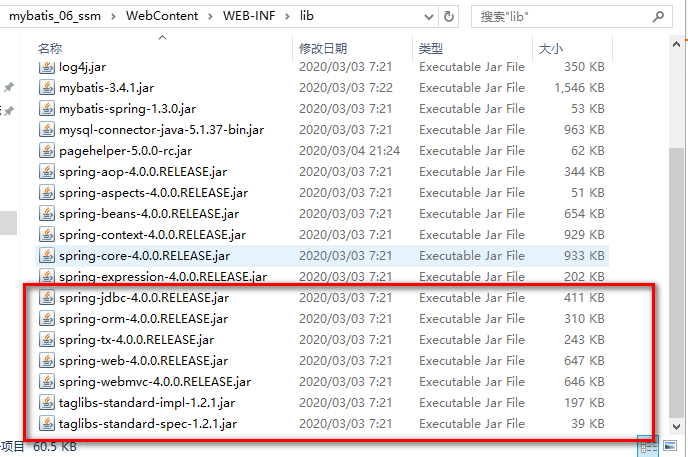 mybatis_06_ssm > WebContent > WEB-INF > lib 搜索"lib"
名称 修改日期 类型 大小
log4j.jar 2020/03/03 7:21 Executable Jar File 350 KB
mybatis-3.4.1.jar 2020/03/03 7:22 Executable Jar File 1,546 KB
mybatis-spring-1.3.0.jar 2020/03/03 7:21 Executable Jar File 53 KB
mysql-connector-java-5.1.37-bin.jar 2020/03/03 7:21 Executable Jar File 963 KB
pagehelper-5.0.0-rc.jar 2020/03/04 21:24 Executable Jar File 62 KB
spring-aop-4.0.0.RELEASE.jar 2020/03/03 7:21 Executable Jar File 344 KB
spring-aspects-4.0.0.RELEASE.jar 2020/03/03 7:21 Executable Jar File 51 KB
spring-beans-4.0.0.RELEASE.jar 2020/03/03 7:21 Executable Jar File 654 KB
spring-context-4.0.0.RELEASE.jar 2020/03/03 7:21 Executable Jar File 929 KB
spring-core-4.0.0.RELEASE.jar 2020/03/03 7:21 Executable Jar File 933 KB
spring-expression-4.0.0.RELEASE.jar 2020/03/03 7:21 Executable Jar File 202 KB
spring-jdbc-4.0.0.RELEASE.jar 2020/03/03 7:21 Executable Jar File 411 KB
spring-orm-4.0.0.RELEASE.jar 2020/03/03 7:21 Executable Jar File 310 KB
spring-tx-4.0.0.RELEASE.jar 2020/03/03 7:21 Executable Jar File 243 KB
spring-web-4.0.0.RELEASE.jar 2020/03/03 7:21 Executable Jar File 647 KB
spring-webmvc-4.0.0.RELEASE.jar 2020/03/03 7:21 Executable Jar File 646 KB
taglibs-standard-impl-1.2.1.jar 2020/03/03 7:21 Executable Jar File 197 KB
taglibs-standard-spec-1.2.1.jar 2020/03/03 7:21 Executable Jar File 39 KB
项目 60.5 KB